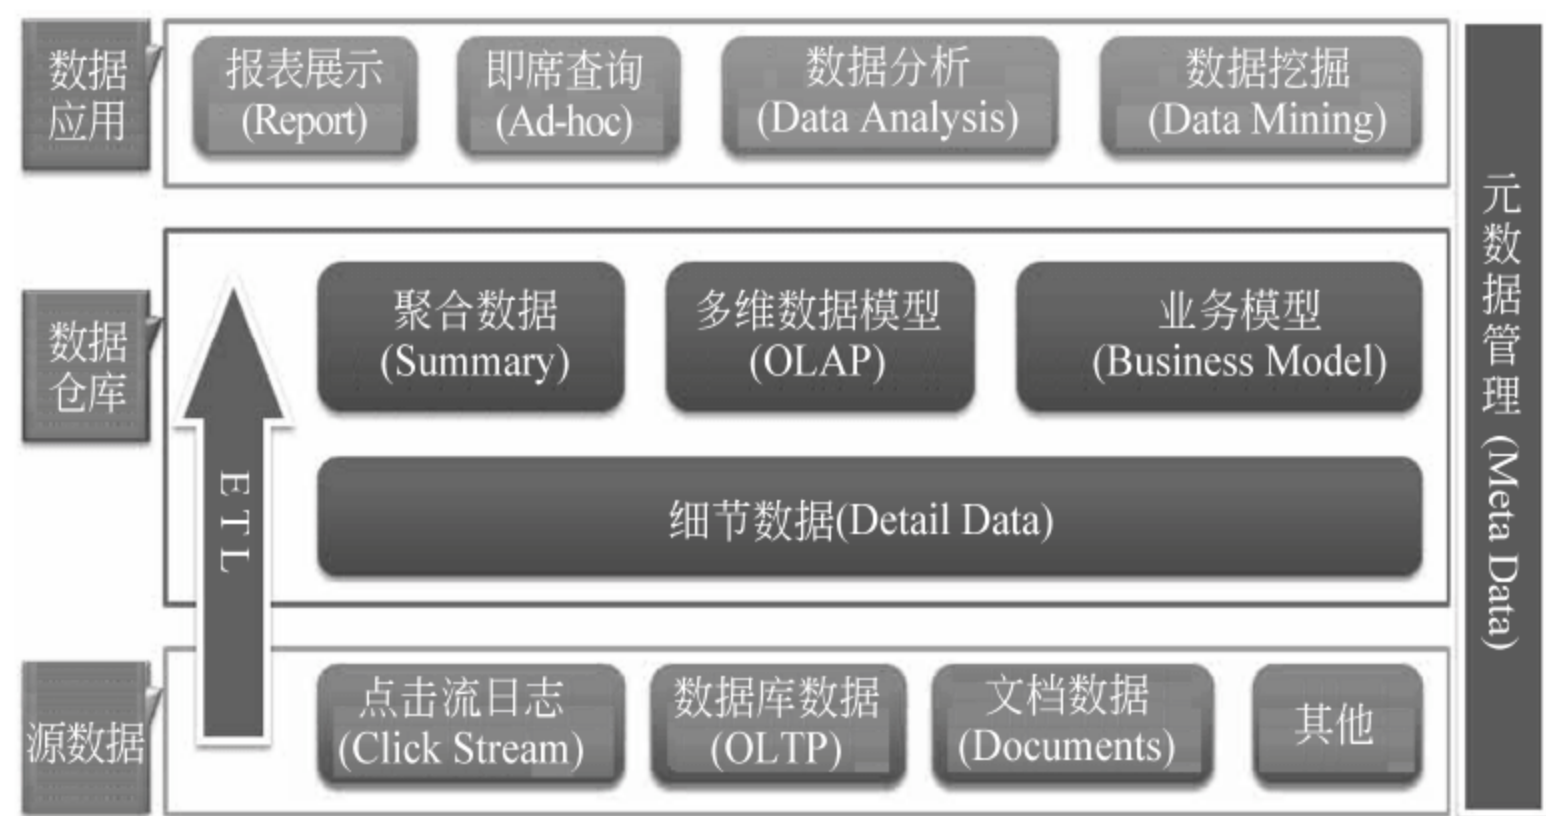 数据
应用
报表展示
(Report)
即席查询
(Ad-hoc)
数据分析
(Data Analysis)
数据挖掘
(Data Mining)
数据
仓库
ETL
聚合数据
(Summary)
多维数据模型
(OLAP)
业务模型
(Business Model)
细节数据(Detail Data)
源数据
点击流日志
(Click Stream)
数据库数据
(OLTP)
文档数据
(Documents)
其他
元数据管理 (Meta Data)